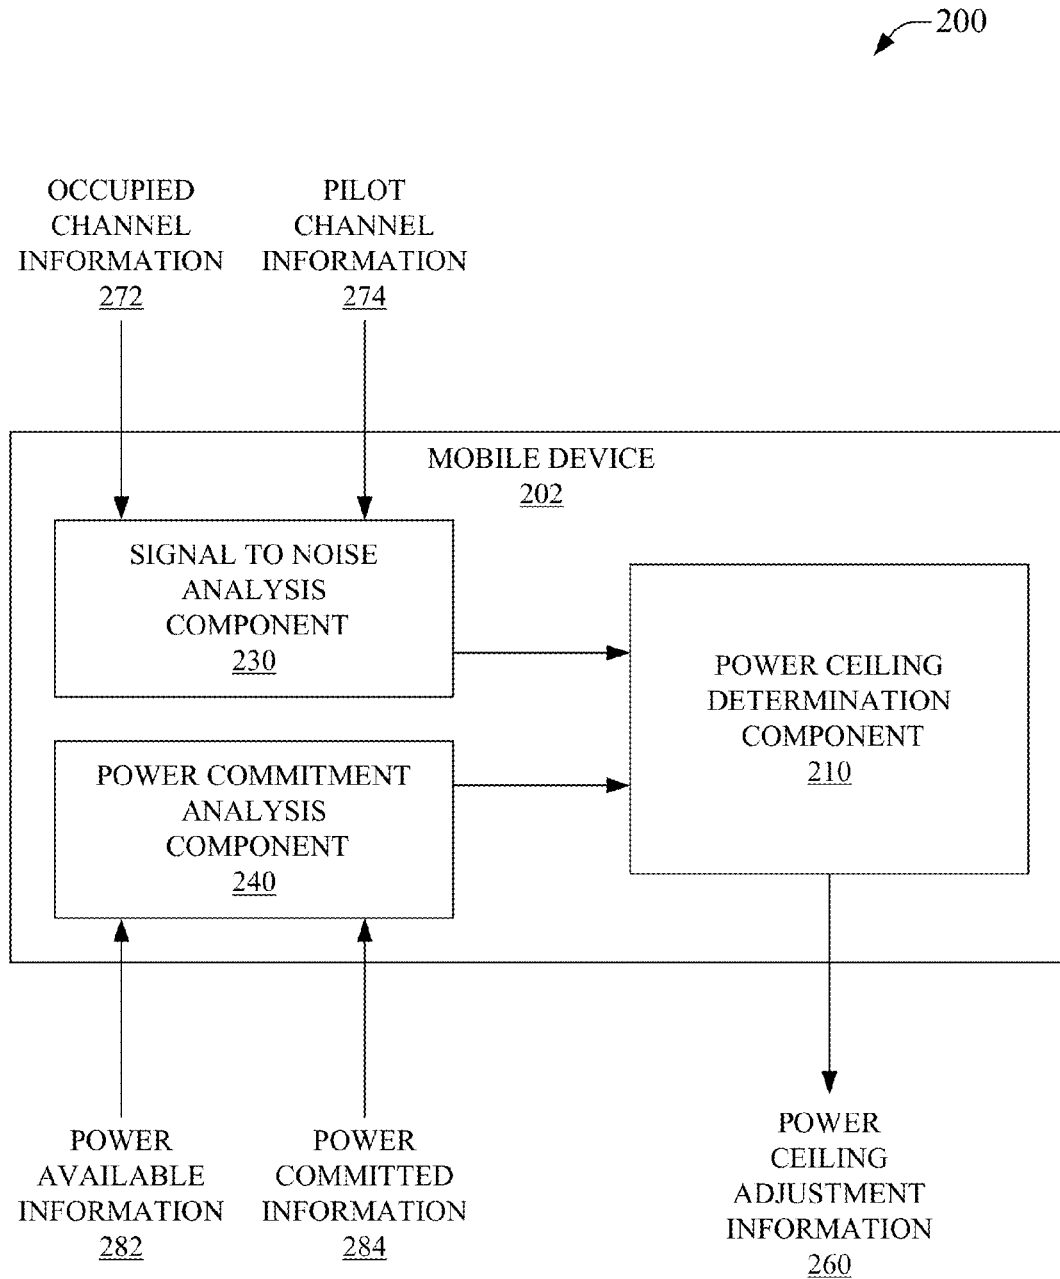 200
OCCUPIED
CHANNEL
INFORMATION
272
PILOT
CHANNEL
INFORMATION
274
MOBILE DEVICE
202
SIGNAL TO NOISE
ANALYSIS
COMPONENT
230
POWER CEILING
DETERMINATION
COMPONENT
210
POWER COMMITMENT
ANALYSIS
COMPONENT
240
POWER
AVAILABLE
INFORMATION
282
POWER
COMMITTED
INFORMATION
284
POWER
CEILING
ADJUSTMENT
INFORMATION
260